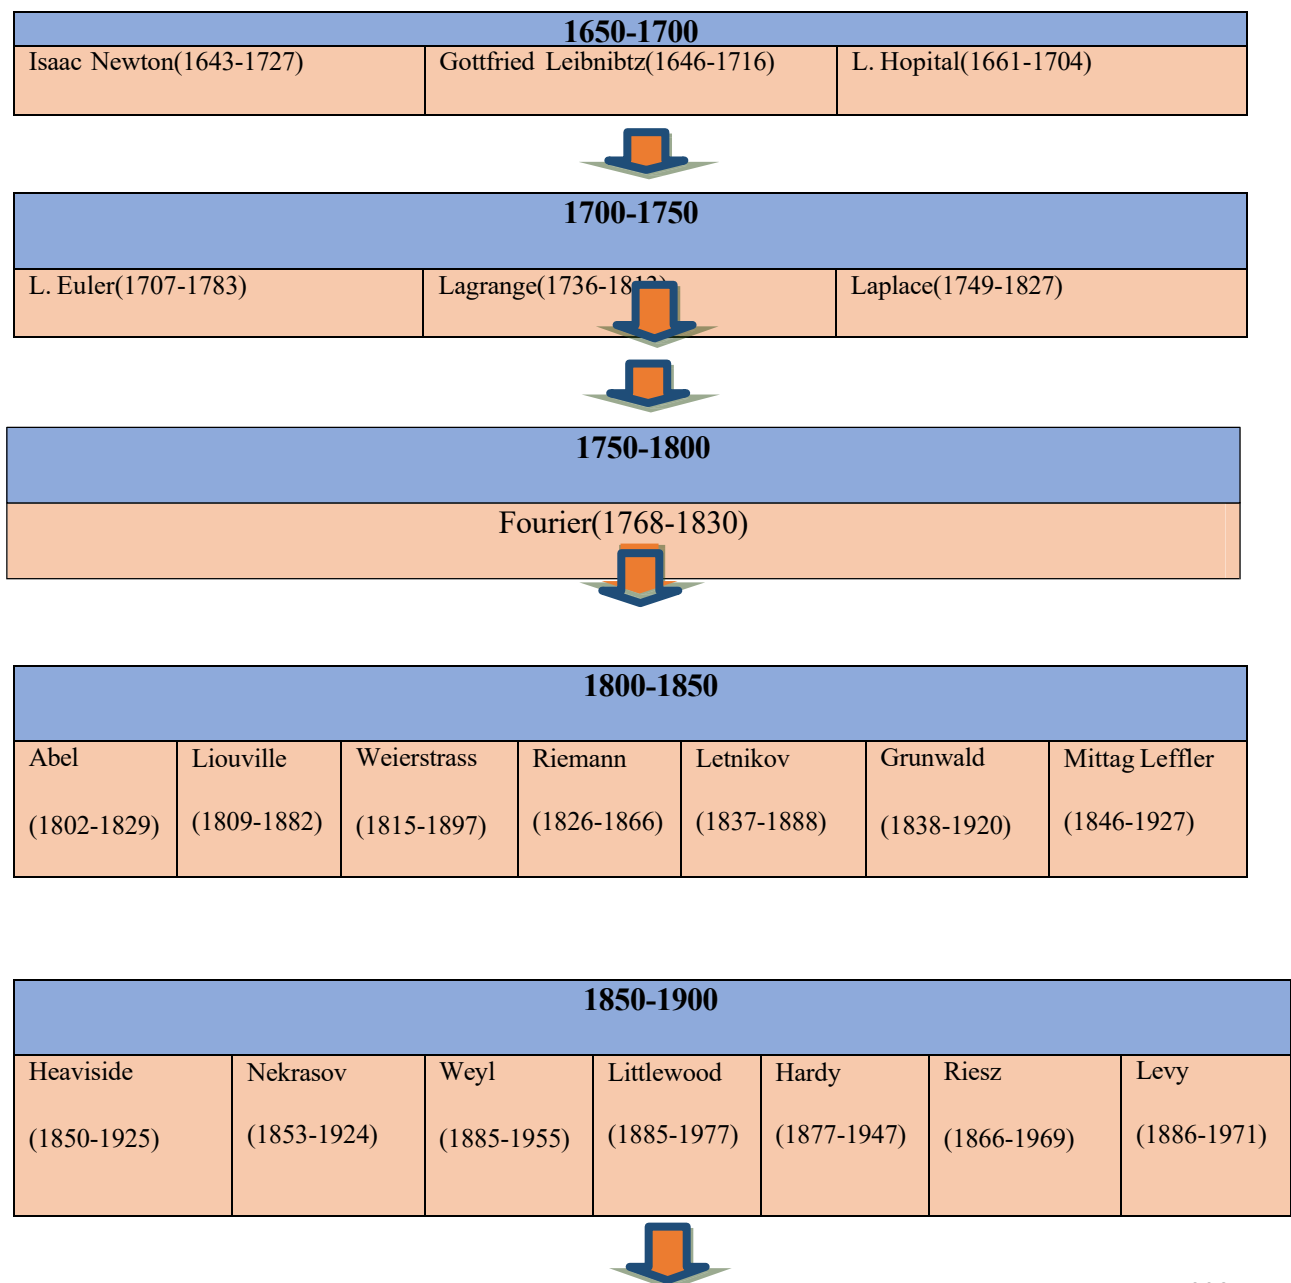 1650-1700
Isaac Newton(1643-1727)
Gottfried Leibnibtz(1646-1716)
L. Hopital(1661-1704)
1700-1750
L. Euler(1707-1783)
Lagrange(1736-1813)
Laplace(1749-1827)
1750-1800
Fourier(1768-1830)
1800-1850
Abel
(1802-1829)
Liouville
(1809-1882)
Weierstrass
(1815-1897)
Riemann
(1826-1866)
Letnikov
(1837-1888)
Grunwald
(1838-1920)
Mittag Leffler
(1846-1927)
1850-1900
Heaviside
(1850-1925)
Nekrasov
(1853-1924)
Weyl
(1885-1955)
Littlewood
(1885-1977)
Hardy
(1877-1947)
Riesz
(1866-1969)
Levy
(1886-1971)